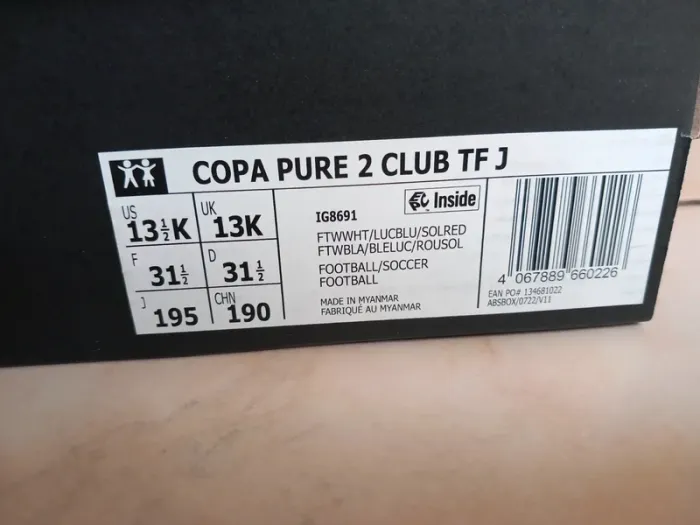 COPA PURE 2 CLUB TF J
US 13½K
UK 13K
F 31½
D 31½
J 195
CHN 190
Inside
IG8691
FTWWHT/LUCBLU/SOLRED
FTWBLA/BLELUC/ROUSOL
FOOTBALL/SOCCER
FOOTBALL
MADE IN MYANMAR
FABRIQUÉ AU MYANMAR
4 067889 660226
EAN PO# 134681022
ABSBOX/0722/V11